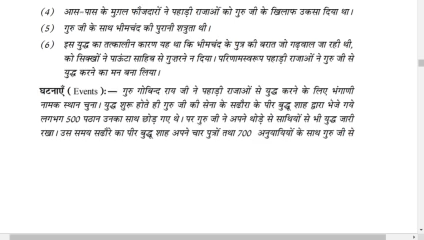 (4) आस-पास के मुग़ल फौजदारों ने पहाड़ी राजाओं को गुरु जी के खिलाफ उकसा दिया था।
(5) गुरु जी के साथ भीमचंद की पुरानी शत्रुता थी।
(6) इस युद्ध का तत्कालीन कारण यह था कि भीमचंद के पुत्र की बरात जो गढ़वाल जा रही थी,
को सिक्खों ने पाऊंटा साहिब से गुज़रने न दिया। परिणामस्वरूप पहाड़ी राजाओं ने गुरु जी से
युद्ध करने का मन बना लिया।
घटनाएँ ( Events ):— गुरु गोबिन्द राय जी ने पहाड़ी राजाओं से युद्ध करने के लिए भंगाणी
नामक स्थान चुना। युद्ध शुरू होते ही गुरु जी की सेना के सढौरा के पीर बुद्धू शाह द्वारा भेजे गये
लगभग 500 पठान उनका साथ छोड़ गए थे। पर गुरु जी ने अपने थोड़े से साथियों से भी युद्ध जारी
रखा। उस समय सढौरे का पीर बुद्धू शाह अपने चार पुत्रों तथा 700 अनुयायियों के साथ गुरु जी से